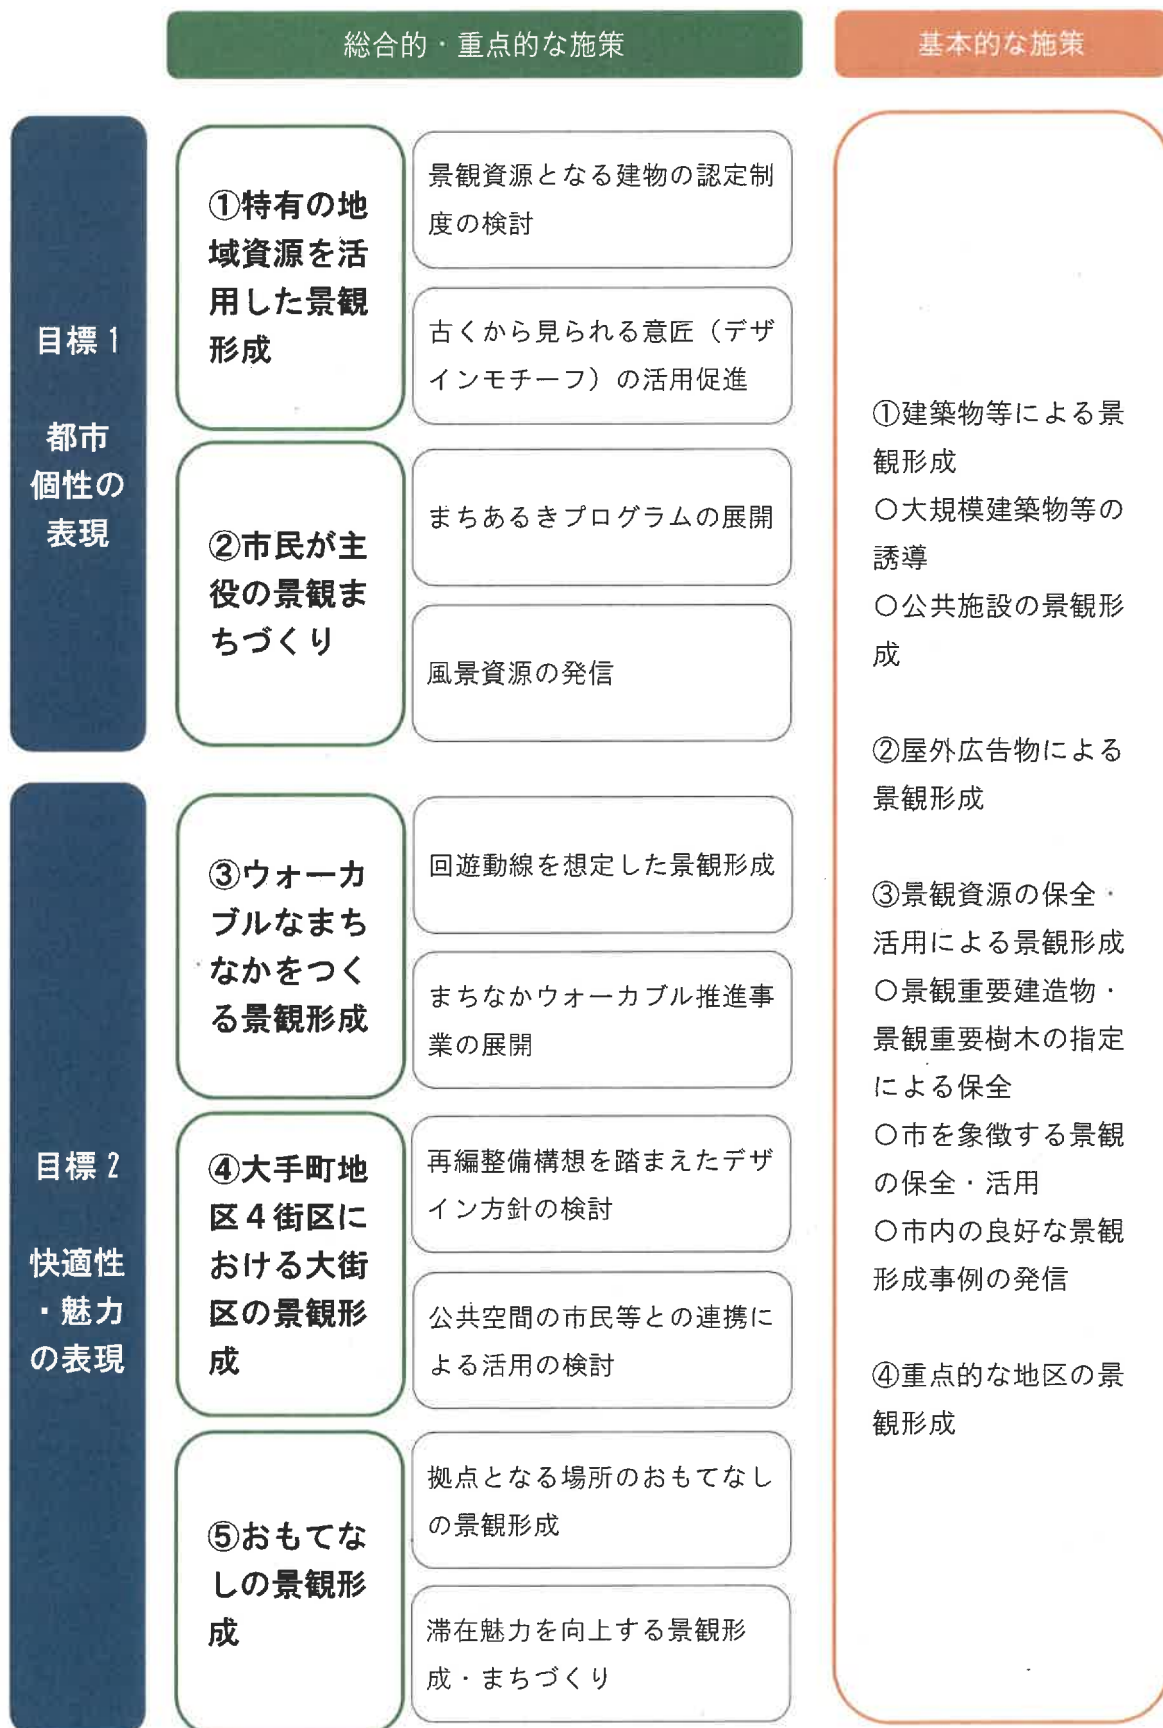 総合的・重点的な施策
基本的な施策
目標1
都市
個性の
表現
①特有の地
域資源を活
用した景観
形成
景観資源となる建物の認定制
度の検討
古くから見られる意匠（デザ
インモチーフ）の活用促進
②市民が主
役の景観ま
ちづくり
まちあるきプログラムの展開
風景資源の発信
目標2
快適性
・魅力
の表現
③ウォーカ
ブルなまち
なかをつく
る景観形成
回遊動線を想定した景観形成
まちなかウォーカブル推進事
業の展開
④大手町地
区4街区に
おける大街
区の景観形
成
再編整備構想を踏まえたデザ
イン方針の検討
公共空間の市民等との連携に
よる活用の検討
⑤おもてな
しの景観形
成
拠点となる場所のおもてなし
の景観形成
滞在魅力を向上する景観形
成・まちづくり
①建築物等による景
観形成
○大規模建築物等の
誘導
○公共施設の景観形
成
②屋外広告物による
景観形成
③景観資源の保全・
活用による景観形成
○景観重要建造物・
景観重要樹木の指定
による保全
○市を象徴する景観
の保全・活用
○市内の良好な景観
形成事例の発信
④重点的な地区の景
観形成